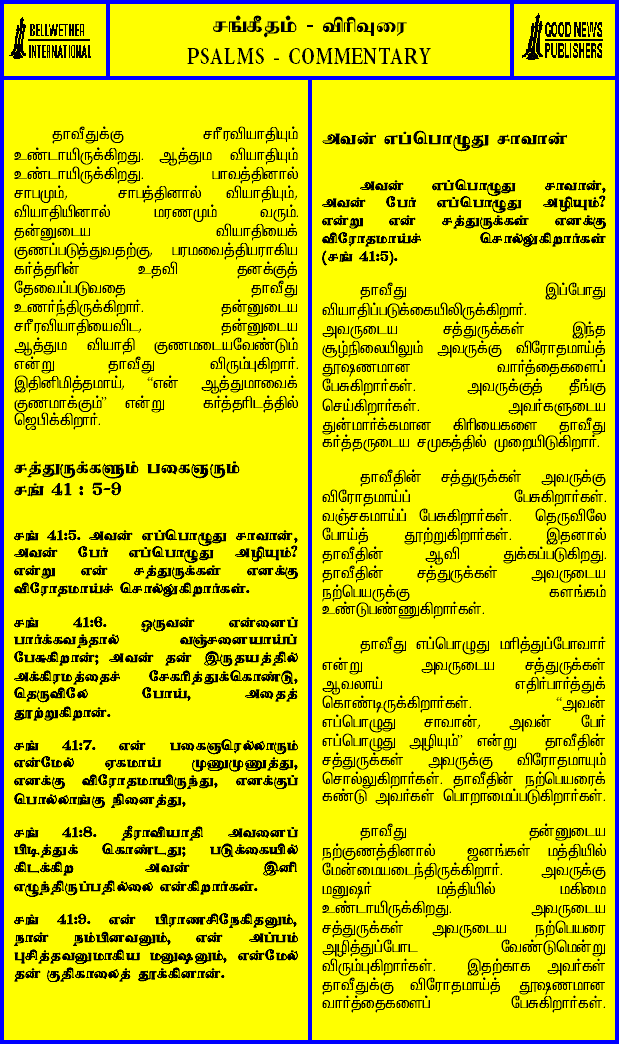 BELLWETHER
INTERNATIONAL
சங்கீதம் - விரிவுரை
PSALMS - COMMENTARY
GOOD NEWS
PUBLISHERS
தாவீதுக்கு சரீரவியாதியும்
உண்டாயிருக்கிறது. ஆத்தும வியாதியும்
உண்டாயிருக்கிறது. பாவத்தினால்
சாபமும், சாபத்தினால் வியாதியும்,
வியாதியினால் மரணமும் வரும்.
தன்னுடைய வியாதியைக்
குணப்படுத்துவதற்கு, பரமவைத்தியராகிய
கர்த்தரின் உதவி தனக்குத்
தேவைப்படுவதை தாவீது
உணர்ந்திருக்கிறார். தன்னுடைய
சரீரவியாதியைவிட, தன்னுடைய
ஆத்தும வியாதி குணமடையவேண்டும்
என்று தாவீது விரும்புகிறார்.
இதினிமித்தமாய், “என் ஆத்துமாவைக்
குணமாக்கும்” என்று கர்த்தரிடத்தில்
ஜெபிக்கிறார்.
சத்துருக்களும் பகைஞரும்
சங் 41 : 5-9
சங் 41:5. அவன் எப்பொழுது சாவான்,
அவன் பேர் எப்பொழுது அழியும்?
என்று என் சத்துருக்கள் எனக்கு
விரோதமாய்ச் சொல்லுகிறார்கள்.
சங் 41:6. ஒருவன் என்னைப்
பார்க்கவந்தால் வஞ்சனையாய்ப்
பேசுகிறான்; அவன் தன் இருதயத்தில்
அக்கிரமத்தைச் சேகரித்துக்கொண்டு,
தெருவிலே போய், அதைத்
தூற்றுகிறான்.
சங் 41:7. என் பகைஞரெல்லாரும்
என்மேல் ஏகமாய் முணுமுணுத்து,
எனக்கு விரோதமாயிருந்து, எனக்குப்
பொல்லாங்கு நினைத்து,
சங் 41:8. தீராவியாதி அவனைப்
பிடித்துக் கொண்டது; படுக்கையில்
கிடக்கிற அவன் இனி
எழுந்திருப்பதில்லை என்கிறார்கள்.
சங் 41:9. என் பிராணசிநேகிதனும்,
நான் நம்பினவனும், என் அப்பம்
புசித்தவனுமாகிய மனுஷனும், என்மேல்
தன் குதிகாலைத் தூக்கினான்.
அவன் எப்பொழுது சாவான்
அவன் எப்பொழுது சாவான்,
அவன் பேர் எப்பொழுது அழியும்?
என்று என் சத்துருக்கள் எனக்கு
விரோதமாய்ச் சொல்லுகிறார்கள்
(சங் 41:5).
தாவீது இப்போது
வியாதிப்படுக்கையிலிருக்கிறார்.
அவருடைய சத்துருக்கள் இந்த
சூழ்நிலையிலும் அவருக்கு விரோதமாய்த்
தூஷணமான வார்த்தைகளைப்
பேசுகிறார்கள். அவருக்குத் தீங்கு
செய்கிறார்கள். அவர்களுடைய
துன்மார்க்கமான கிரியைகளை தாவீது
கர்த்தருடைய சமுகத்தில் முறையிடுகிறார்.
தாவீதின் சத்துருக்கள் அவருக்கு
விரோதமாய்ப் பேசுகிறார்கள்.
வஞ்சகமாய்ப் பேசுகிறார்கள். தெருவிலே
போய்த் தூற்றுகிறார்கள். இதனால்
தாவீதின் ஆவி துக்கப்படுகிறது.
தாவீதின் சத்துருக்கள் அவருடைய
நற்பெயருக்கு களங்கம்
உண்டுபண்ணுகிறார்கள்.
தாவீது எப்பொழுது மரித்துப்போவார்
என்று அவருடைய சத்துருக்கள்
ஆவலாய் எதிர்பார்த்துக்
கொண்டிருக்கிறார்கள். “அவன்
எப்பொழுது சாவான், அவன் பேர்
எப்பொழுது அழியும்” என்று தாவீதின்
சத்துருக்கள் அவருக்கு விரோதமாயும்
சொல்லுகிறார்கள். தாவீதின் நற்பெயரைக்
கண்டு அவர்கள் பொறாமைப்படுகிறார்கள்.
தாவீது தன்னுடைய
நற்குணத்தினால் ஜனங்கள் மத்தியில்
மேன்மையடைந்திருக்கிறார். அவருக்கு
மனுஷர் மத்தியில் மகிமை
உண்டாயிருக்கிறது. அவருடைய
சத்துருக்கள் அவருடைய நற்பெயரை
அழித்துப்போட வேண்டுமென்று
விரும்புகிறார்கள். இதற்காக அவர்கள்
தாவீதுக்கு விரோதமாய்த் தூஷணமான
வார்த்தைகளைப் பேசுகிறார்கள்.